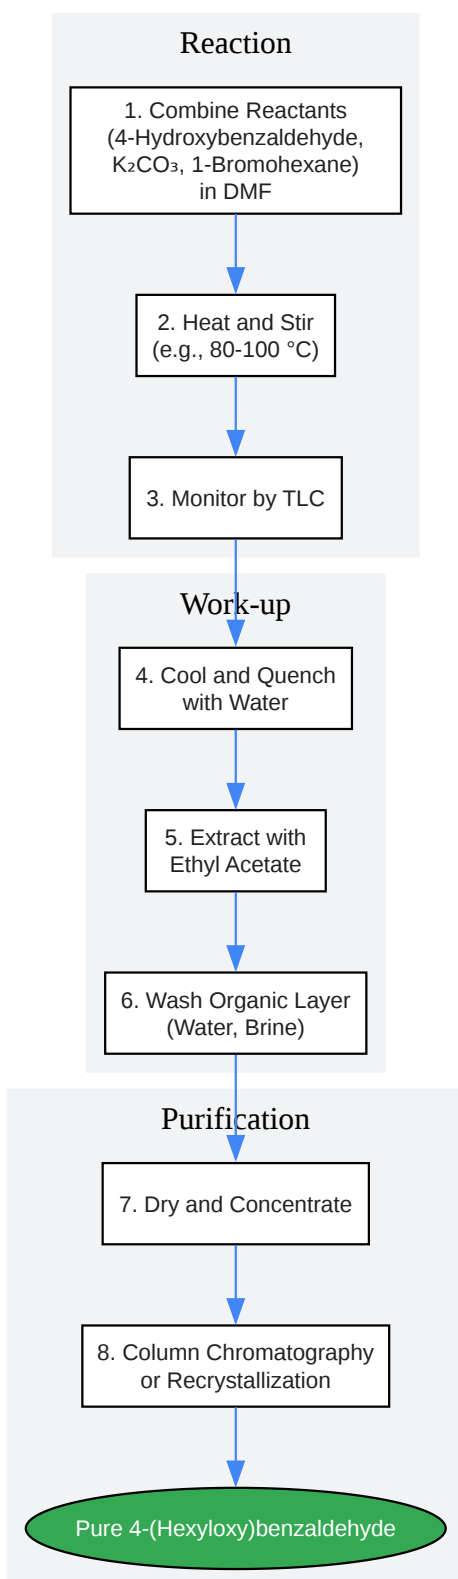 Reaction
1. Combine Reactants
(4-Hydroxybenzaldehyde,
K₂CO₃, 1-Bromohexane)
in DMF
2. Heat and Stir
(e.g., 80-100 °C)
3. Monitor by TLC
Work-up
4. Cool and Quench
with Water
5. Extract with
Ethyl Acetate
6. Wash Organic Layer
(Water, Brine)
Purification
7. Dry and Concentrate
8. Column Chromatography
or Recrystallization
Pure 4-(Hexyloxy)benzaldehyde